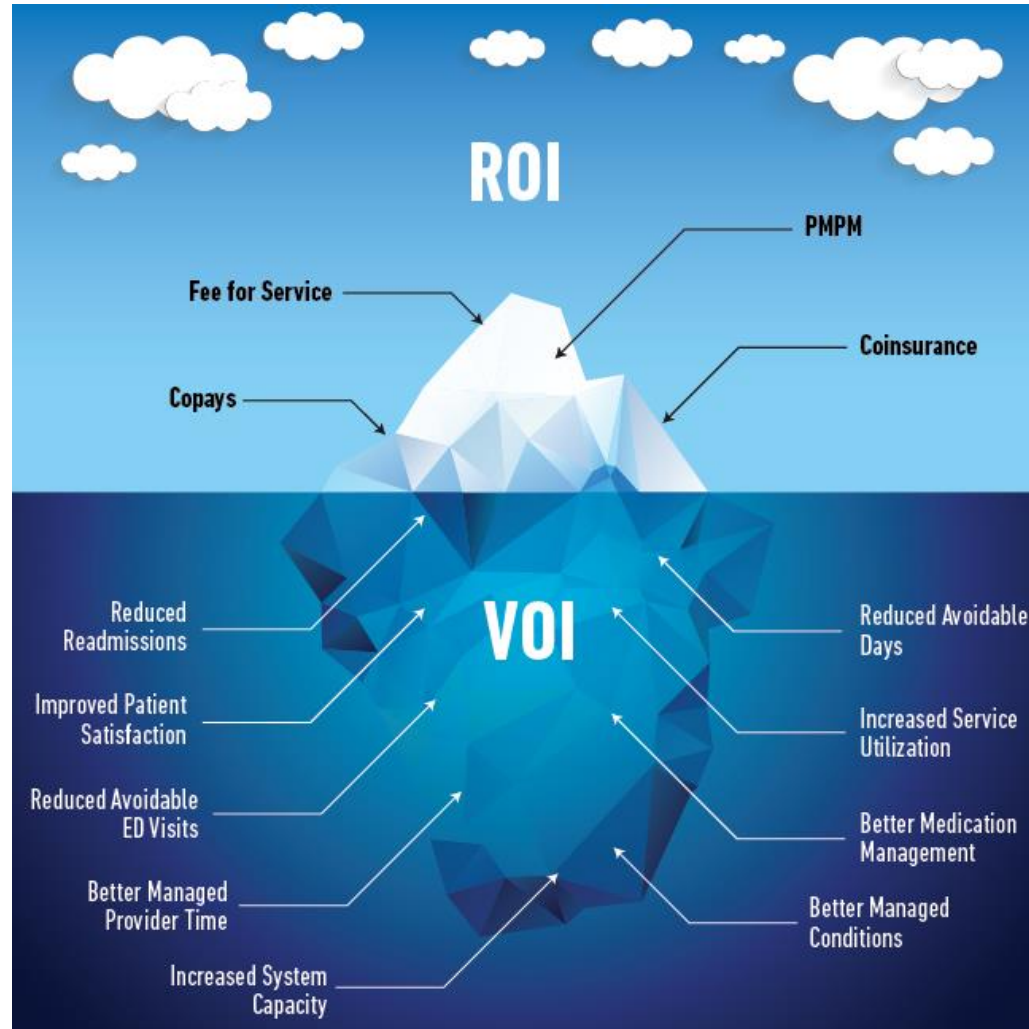 ROI
PMPM
Fee for Service
Coinsurance
Copays
VOI
Reduced
Readmissions
Reduced Avoidable
Days
Improved Patient
Satisfaction
Increased Service
Utilization
Reduced Avoidable
ED Visits
Better Medication
Management
Better Managed
Provider Time
Better Managed
Conditions
Increased System
Capacity